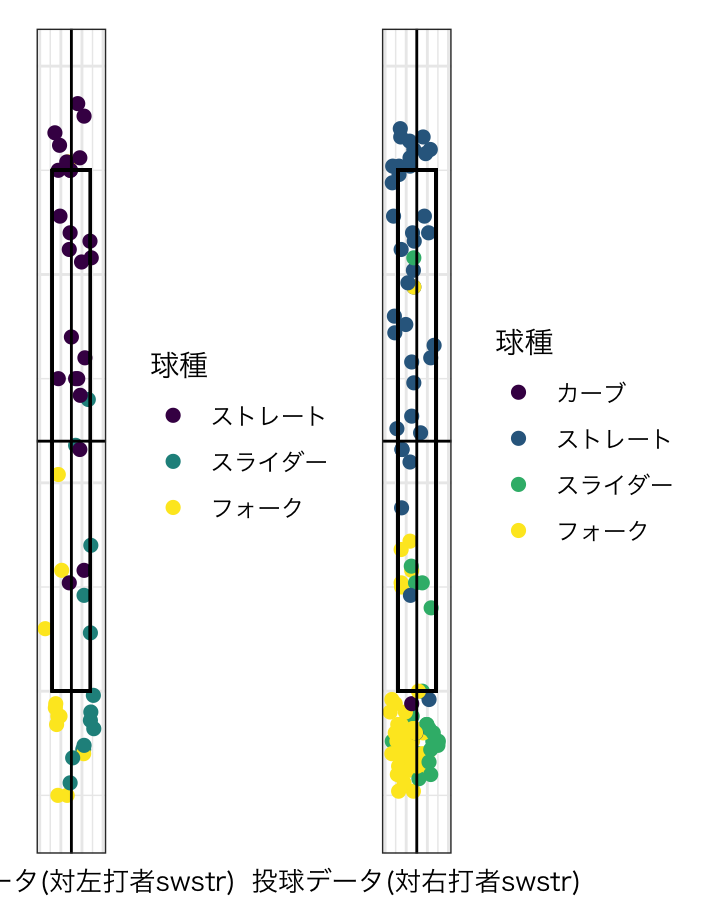 球種
ストレート
スライダー
フォーク
球種
カーブ
ストレート
スライダー
フォーク
ータ(対左打者swstr)
投球データ(対右打者swstr)